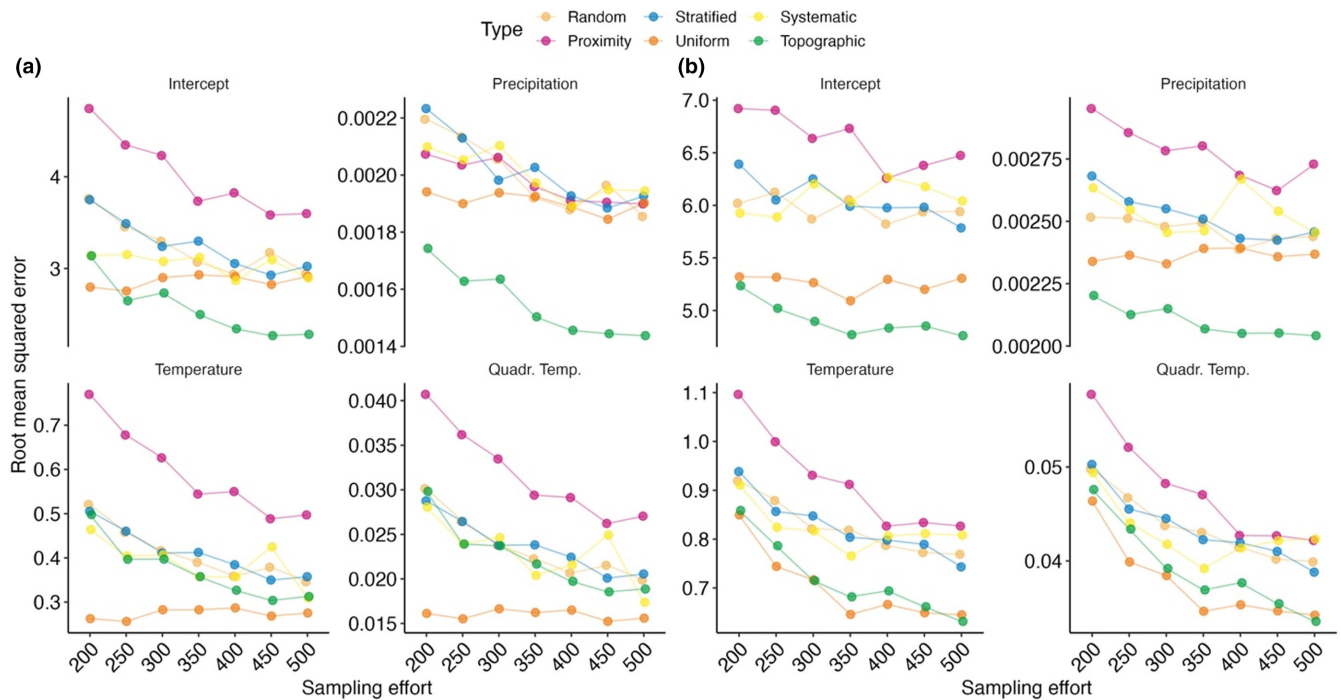 Type
Random Stratified Systematic
Proximity Uniform Topographic
(a)
Root mean squared error
Intercept
4
3
Precipitation
0.0022
0.0020
0.0018
0.0016
0.0014
Temperature
0.7
0.6
0.5
0.4
0.3
200 250 300 350 400 450 500
Quadr. Temp.
0.040
0.035
0.030
0.025
0.020
0.015
200 250 300 350 400 450 500
Sampling effort
(b)
Intercept
7.0
6.5
6.0
5.5
5.0
Precipitation
0.00275
0.00250
0.00225
0.00200
Temperature
1.1
1.0
0.9
0.8
0.7
200 250 300 350 400 450 500
Quadr. Temp.
0.05
0.04
200 250 300 350 400 450 500
Sampling effort